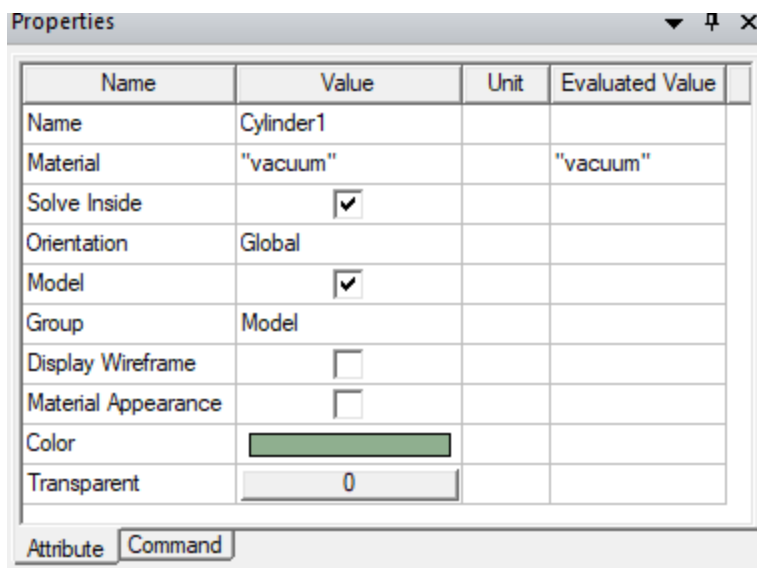 Properties
Name Value Unit Evaluated Value
Name Cylinder1
Material "vacuum" "vacuum"
Solve Inside
Orientation Global
Model
Group Model
Display Wireframe
Material Appearance
Color
Transparent 0
Attribute Command